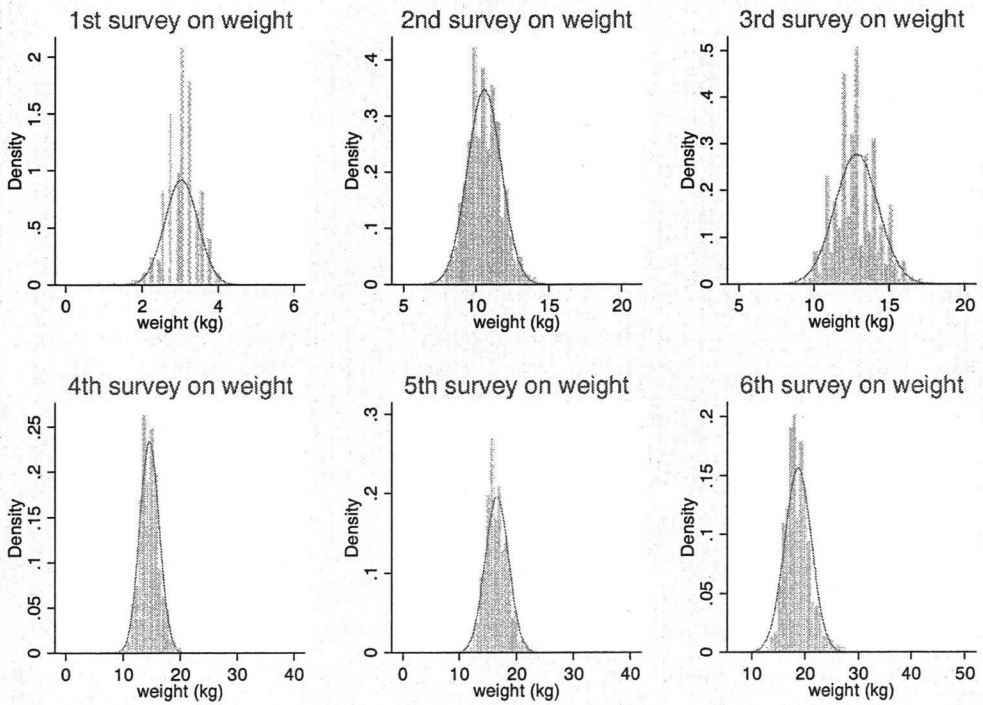 1st survey on weight
Density
0 .5 1 1.5 2
0 2 4 6
weight (kg)
2nd survey on weight
Density
0 .1 .2 .3 .4
5 10 15 20
weight (kg)
3rd survey on weight
Density
0 .1 .2 .3 .4 .5
5 10 15 20
weight (kg)
4th survey on weight
Density
0 .05 .1 .15 .2 .25
0 10 20 30 40
weight (kg)
5th survey on weight
Density
0 .1 .2 .3
0 10 20 30 40
weight (kg)
6th survey on weight
Density
0 .05 .1 .15 .2
10 20 30 40 50
weight (kg)